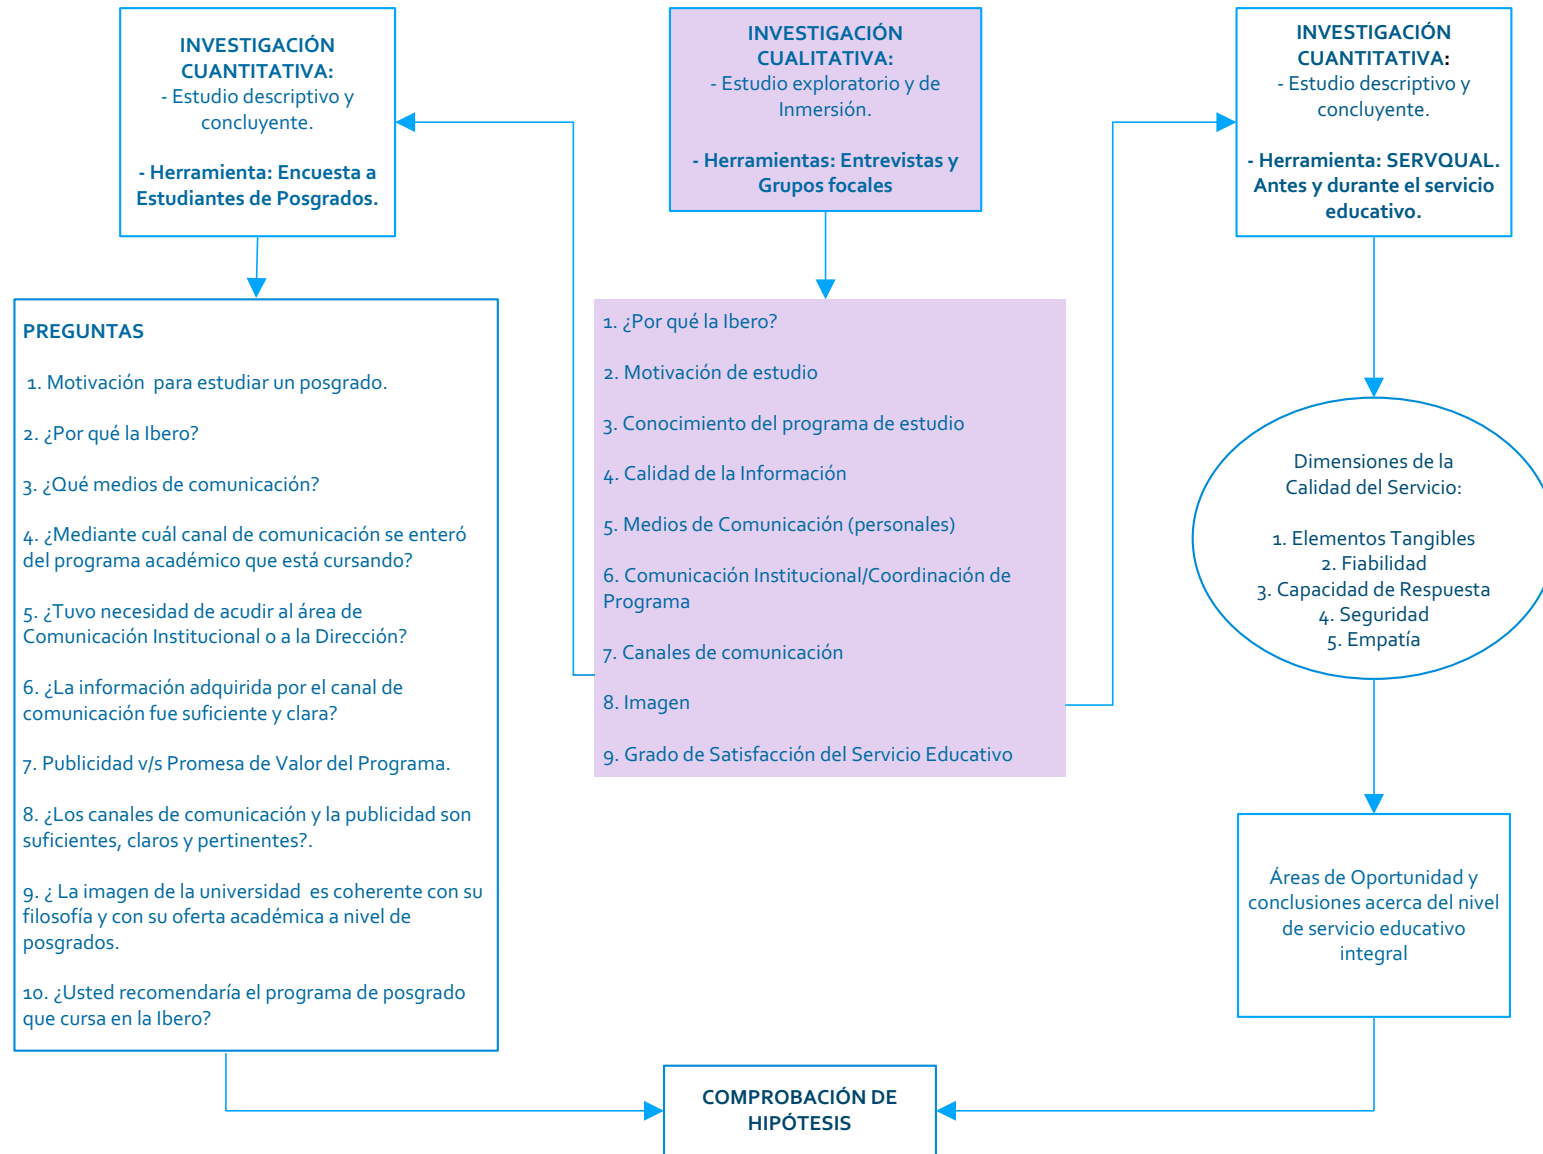 INVESTIGACIÓN
CUANTITATIVA:
- Estudio descriptivo y
concluyente.
- Herramienta: Encuesta a
Estudiantes de Posgrados.
INVESTIGACIÓN
CUALITATIVA:
- Estudio exploratorio y de
Inmersión.
- Herramientas: Entrevistas y
Grupos focales
INVESTIGACIÓN
CUANTITATIVA:
- Estudio descriptivo y
concluyente.
- Herramienta: SERVQUAL.
Antes y durante el servicio
educativo.
PREGUNTAS
1. Motivación  para estudiar un posgrado.
2. ¿Por qué la Ibero?
3. ¿Qué medios de comunicación?
4. ¿Mediante cuál canal de comunicación se enteró
del programa académico que está cursando?
5. ¿Tuvo necesidad de acudir al área de
Comunicación Institucional o a la Dirección?
6. ¿La información adquirida por el canal de
comunicación fue suficiente y clara?
7. Publicidad v/s Promesa de Valor del Programa.
8. ¿Los canales de comunicación y la publicidad son
suficientes, claros y pertinentes?.
9. ¿ La imagen de la universidad  es coherente con su
filosofía y con su oferta académica a nivel de
posgrados.
10. ¿Usted recomendaría el programa de posgrado
que cursa en la Ibero?
1. ¿Por qué la Ibero?
2. Motivación de estudio
3. Conocimiento del programa de estudio
4. Calidad de la Información
5. Medios de Comunicación (personales)
6. Comunicación Institucional/Coordinación de
Programa
7. Canales de comunicación
8. Imagen
9. Grado de Satisfacción del Servicio Educativo
Dimensiones de la
Calidad del Servicio:
1. Elementos Tangibles
2. Fiabilidad
3. Capacidad de Respuesta
4. Seguridad
5. Empatía
Áreas de Oportunidad y
conclusiones acerca del nivel
de servicio educativo
integral
COMPROBACIÓN DE
HIPÓTESIS